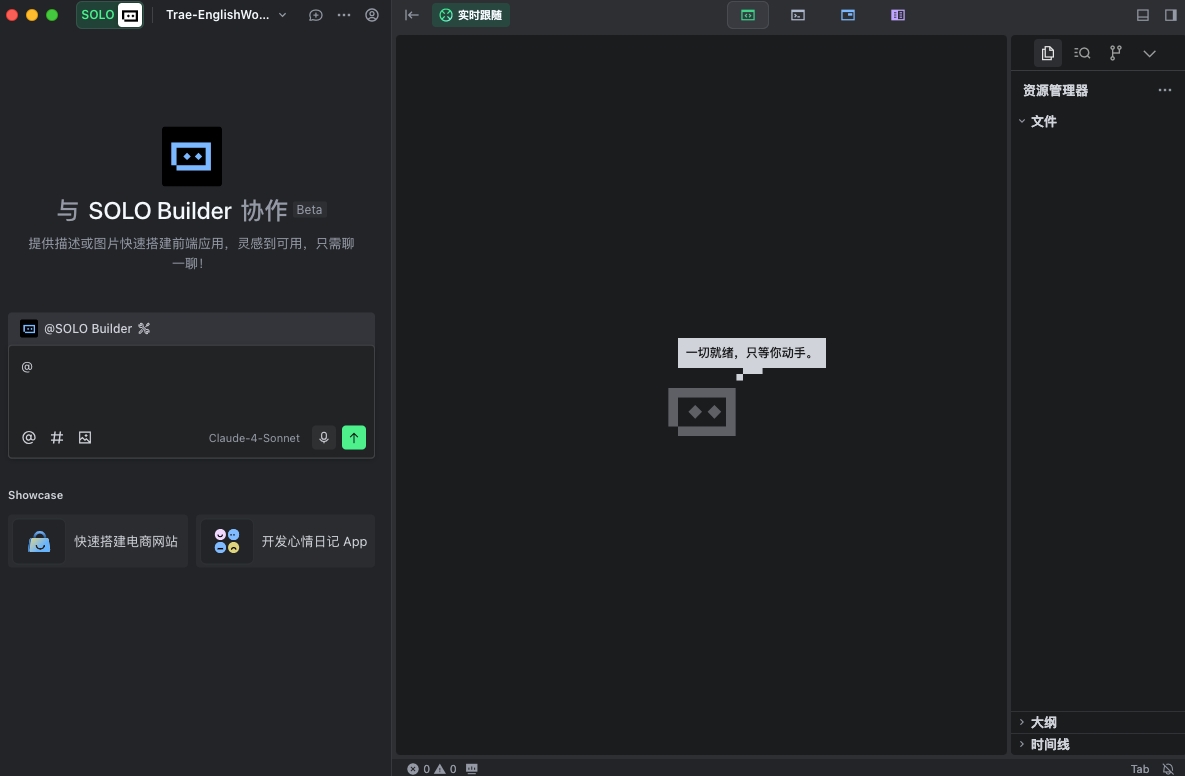 SOLO
Trae-EnglishWo...
实时跟随
与 SOLO Builder 协作 Beta
提供描述或图片快速搭建前端应用，灵感到可用，只需聊
一聊！
@SOLO Builder
@
Claude-4-Sonnet
Showcase
快速搭建电商网站
开发心情日记 App
一切就绪，只等你动手。
资源管理器
文件
大纲
时间线
0
0
Tab